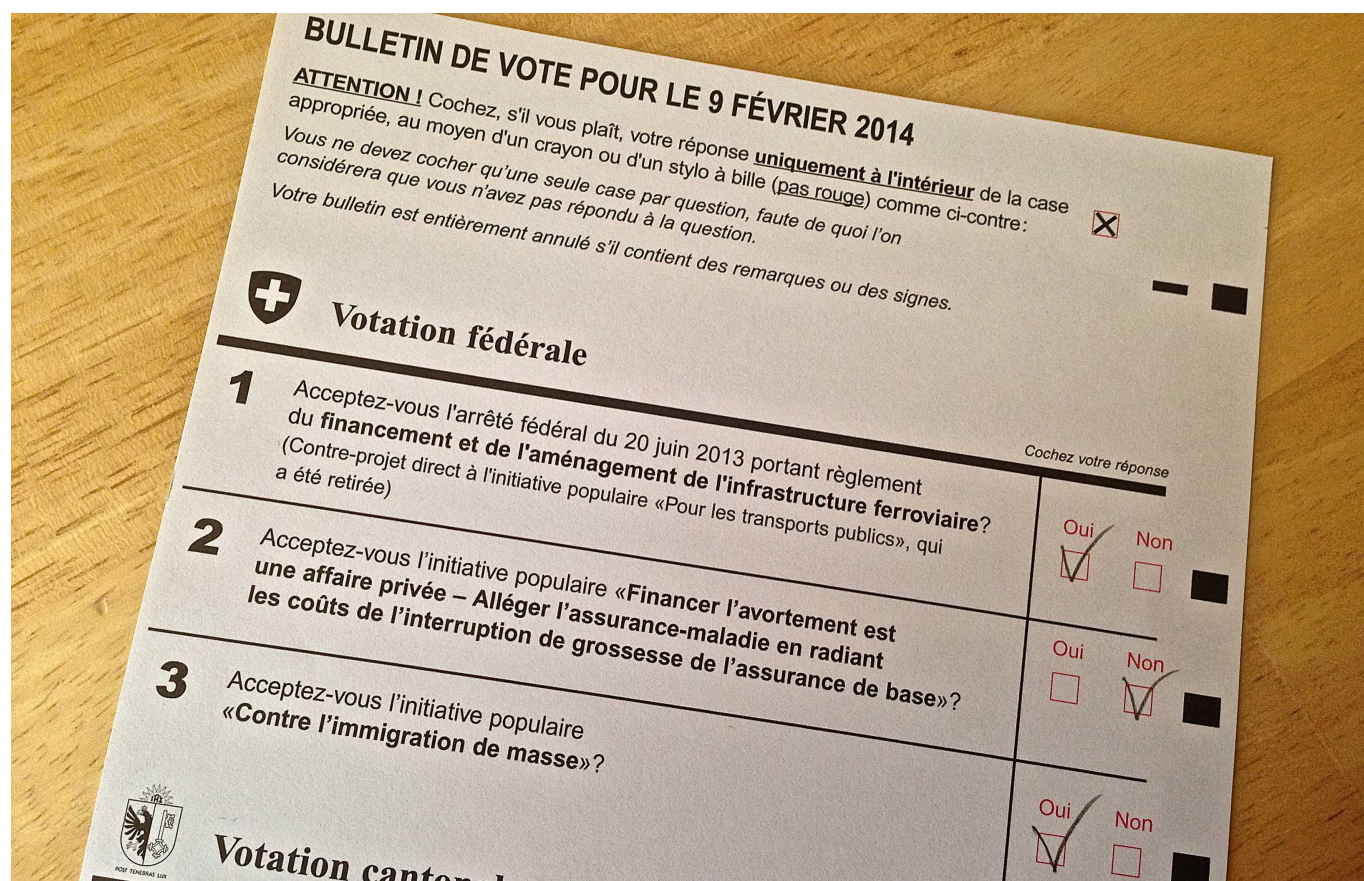 BULLETIN DE VOTE POUR LE 9 FÉVRIER 2014
ATTENTION ! Cochez, s'il vous plaît, votre réponse uniquement à l'intérieur de la case
appropriée, au moyen d'un crayon ou d'un stylo à bille (pas rouge) comme ci-contre:
Vous ne devez cocher qu'une seule case par question, faute de quoi l'on
considérera que vous n'avez pas répondu à la question.
Votre bulletin est entièrement annulé s'il contient des remarques ou des signes.
Votation fédérale
Cochez votre réponse
1
Acceptez-vous l'arrêté fédéral du 20 juin 2013 portant règlement
du financement et de l'aménagement de l'infrastructure ferroviaire?
(Contre-projet direct à l'initiative populaire «Pour les transports publics», qui
a été retirée)
Oui Non
2
Acceptez-vous l'initiative populaire «Financer l'avortement est
une affaire privée – Alléger l'assurance-maladie en radiant
les coûts de l'interruption de grossesse de l'assurance de base»?
Oui Non
3
Acceptez-vous l'initiative populaire
«Contre l'immigration de masse»?
Oui Non
POST TENEBRAS LUX
Votation